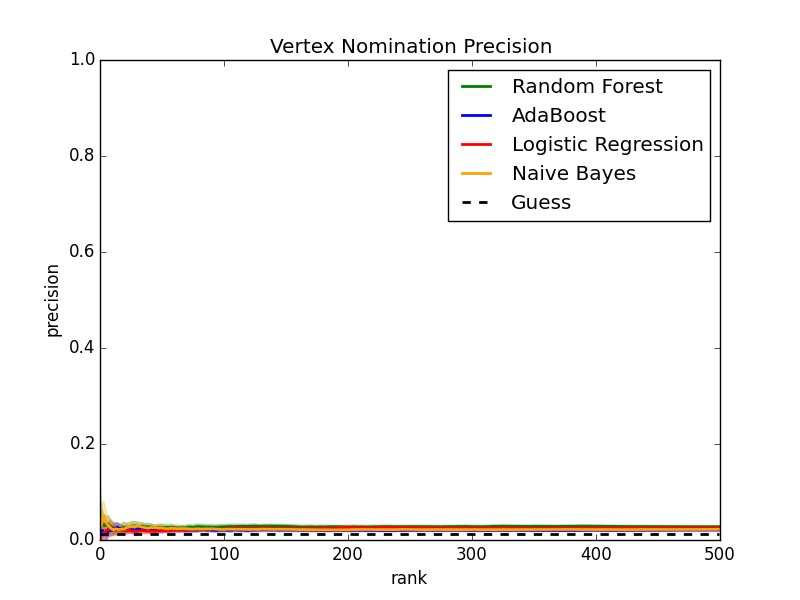 Vertex Nomination Precision
1.0
0.8
0.6
0.4
0.2
0.0
precision
Random Forest
AdaBoost
Logistic Regression
Naive Bayes
Guess
0 100 200 300 400 500
rank